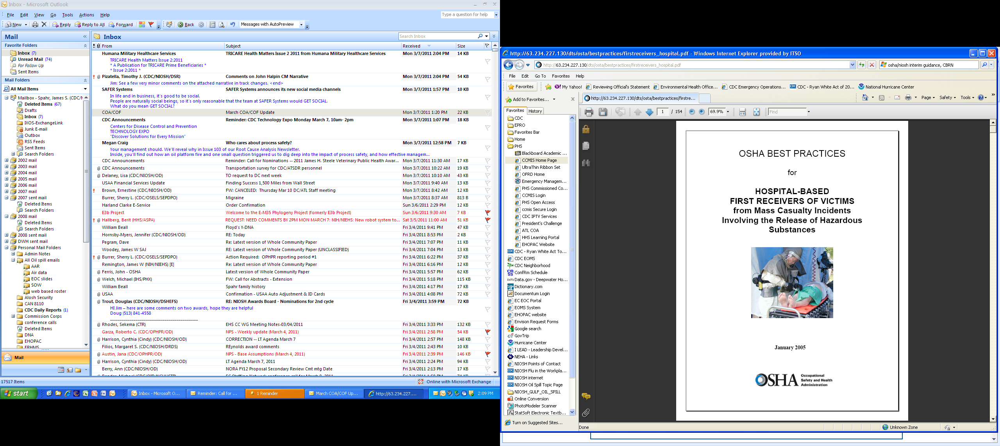 Inbox - Microsoft Outlook
File Edit View Go Tools Actions Help
Type a question for help
New Reply Reply to All Forward Back Messages with AutoPreview
Mail
Favorite Folders
Inbox (7)
Unread Mail (74)
For Follow Up
Sent Items
Mail Folders
All Mail Items
Mailbox - Spahr, James S. (CDC/N
Deleted Items (67)
Drafts
Inbox (7)
IXOS-ExchangeLink
Junk E-mail
Outbox
RSS Feeds
Sent Items
Search Folders
2002 mail
2003 mail
2004 mail
2005 mail
2006 mail
2007 mail
2007 sent mail
Deleted Items
Search Folders
2008 mail
Deleted Items
Search Folders
2008 sent mail
DWH sent mail
Personal Mail Folders
Admin Notes
All Oil spill emails
AAR
Air data
EOC slides
SOW
web based roster
Alosh Security
CAN 8110
CDC Daily Reports (1)
Commission Corps
conference calls
Deleted Items
DNA
EHOPAC
ERHMS
Mail
17517 Items
Inbox
Search Inbox
From Subject Received Size
Humana Military Healthcare Services TRICARE Health Matters Issue 2 2011 from Humana Military Healthcare Services Mon 3/7/2011 2:04 PM 14 KB
TRICARE Health Matters Issue 2:2011
* A Publication for TRICARE Prime Beneficiaries *
* Issue 2:2011 *
Pizatella, Timothy J. (CDC/NIOSH/DSR) Comments on John Halpin CM Narrative Mon 3/7/2011 2:04 PM 54 KB
Jim: See a few very minor comments on the attached narrative in track changes. <end>
SAFER Systems SAFER Systems announces its new social media channels Mon 3/7/2011 1:57 PM 10 KB
In life and in business, it's good to be social.
People are naturally social beings, so it's only reasonable that the team at SAFER Systems would GET SOCIAL.
What do you mean GET SOCIAL?
COA/COF March COA/COF Update Mon 3/7/2011 1:20 PM 22 KB
CDC Announcements Reminder: CDC Technology Expo Monday March 7, 10am- 2pm Mon 3/7/2011 1:07 PM 18 KB
Centers for Disease Control and Prevention
TECHNOLOGY EXPO
"Discover Solutions for Every Mission"
Megan Craig Who cares about process safety? Mon 3/7/2011 12:58 PM 7 KB
Your management should. We'll reveal why in Issue 103 of our Root Cause Analysis Newsletter.
Inside, you'll find out how an oil platform fire and one small question triggered us to dig deep into the impact of process safety, and how effective managem...
CDC Announcements Reminder: Call for Nominations -- 2011 James H. Steele Veterinary Public Health Awar... Mon 3/7/2011 11:30 AM 17 KB
CDC Announcements Transportation survey for CDC/ATSDR personnel Mon 3/7/2011 10:22 AM 19 KB
Delaney, Lisa (CDC/NIOSH/OD) TO request to DC next week Mon 3/7/2011 10:10 AM 43 KB
USAA Financial Services Update Finding Success 1,500 Miles from Wall Street Mon 3/7/2011 9:40 AM 13 KB
Brown, Ernestine (CDC/NIOSH/OD) FW: CANCELED: Thursday Mar 10 DC/ATL Staff meeting Mon 3/7/2011 8:42 AM 12 KB
Burrer, Sherry L. (CDC/OSELS/SEPDPO) Migraine Mon 3/7/2011 8:37 AM 813 B
Harland Clarke E-Service Order Confirmation Sun 3/6/2011 2:29 PM 12 KB
E3b Project Welcome to the E-M35 Phylogeny Project (formerly E3b Project) Sun 3/6/2011 9:30 AM 7 KB
Hallberg, Berit (HHS/ASPA) REQUEST: NEED COMMENTS BY 2PM MON MARCH 7: NIH/NIEHS: New robot system to... Sat 3/5/2011 11:00 AM 51 KB
William Beall Floyd's Y-DNA Fri 3/4/2011 9:41 PM 47 KB
Hornsby-Myers, Jennifer (CDC/NIOSH/OD) RE: Today Fri 3/4/2011 8:53 PM 2 KB
Pegram, Dave Re: Latest version of Whole Community Paper Fri 3/4/2011 7:07 PM 11 KB
Woodey, James W SAJ RE: Latest version of Whole Community Paper (UNCLASSIFIED) Fri 3/4/2011 7:04 PM 13 KB
Burrer, Sherry L. (CDC/OSELS/SEPDPO) Action Required: OPHPR reporting period #1 Fri 3/4/2011 6:22 PM 37 KB
Remington, James W (NIH/NIEHS) [E] Re: Latest version of Whole Community Paper Fri 3/4/2011 6:16 PM 12 KB
Ferris, John - OSHA Latest version of Whole Community Paper Fri 3/4/2011 5:57 PM 62 KB
Welch, Michael (IHS/PHX) FW: Call for Abstracts - Extension Fri 3/4/2011 5:18 PM 115 KB
William Beall Spahr family history Fri 3/4/2011 4:17 PM 17 KB
USAA Confirmation - USAA Auto Adjustment & ID Cards Fri 3/4/2011 4:08 PM 72 KB
Trout, Douglas (CDC/NIOSH/DSHEFS) RE: NIOSH Awards Board - Nominations for 2nd cycle Fri 3/4/2011 3:59 PM 72 KB
HI Jim – here are some comments on two awards, hope they are helpful
Doug (513) 841-4558
Rhodes, Sekema (CTR) EHS CC WG Meeting Notes-03/04/2011 Fri 3/4/2011 3:33 PM 132 KB
Garza, Roberto C. (CDC/OPHPR/OD) NPS - Weekly update (March 4, 2011) Fri 3/4/2011 2:58 PM 54 KB
Harrison, Cynthia (Cindy) (CDC/NIOSH/OD) CORRECTION -- LT Agenda March 7 Fri 3/4/2011 2:57 PM 148 KB
Filios, Margaret S. (CDC/NIOSH/DRDS) REynolds award comments Fri 3/4/2011 2:43 PM 10 KB
Austin, Jana (CDC/OPHPR/OD) NPS - Base Assumptions (March 4, 2011) Fri 3/4/2011 2:39 PM 146 KB
Harrison, Cynthia (Cindy) (CDC/NIOSH/OD) LT Agenda March 7, 2011 Fri 3/4/2011 2:24 PM 94 KB
Berry, Ann (CDC/NIOSH/OD) NORA FY12 Proposal Secondary Review Cmt mtg Date Fri 3/4/2011 2:13 PM 17 KB
Online with Microsoft Exchange
start Inbox - Microsoft O... Reminder: Call for ... 1 Reminder March COA/COF Up... http://63.234.227.... 2:09 PM
http://63.234.227.130/dts/osta/bestpractices/firstreceivers_hospital.pdf - Windows Internet Explorer provided by ITSO
http://63.234.227.130/dts/osta/bestpractices/firstreceivers_hospital.pdf
osha/niosh interim guidance, CBRN
File Edit Go To Favorites Help
Favorites My Yahoo! Reviewing Official's Statement Environmental Health Office... CDC Emergency Operations... CDC - Ryan White Act of 20... National Hurricane Center
Add to Favorites...
http://63.234.227.130/dts/osta/bestpractices/firstre...
Page Safety Tools
Favorites History
1 / 154 69.9% Find
CDC
EPRO
Favorites Bar
Home
PHS
Blackboard Academic ...
CCMIS Home Page
UltraThin Ribbon Set
OFRD Home
Emergency Managem...
PHS Commissioned Co...
CCMIS Login
PHS Open Access
ccmis Secure Login
CDC IPTV Services
President's Challenge
ATL COA
HHS Learning Portal
EHOPAC Website
CDC - Ryan White Act To...
CDC EOMS
CDC Neighborhood
ConfRm Schedule
Data.gov - Deepwater Ho...
Dictionary.com
Documentum Login
EC EOC Portal
EOMS System
EHOPAC website
Envison Request Forms
Google search
GovTrip
Hurricane Center
I LEAD - Leadership Devel...
NEHA - Links
NIOSH Points of Contact
NIOSH Flu in the Workpla...
NIOSH internet
NIOSH Oil Spill Topic Page
NIOSH_GULF_OIL_SPILL
Online Conversion
PhotoModeler Scanner
StatSoft Electronic Textb...
Turn on Suggested Sites...
OSHA BEST PRACTICES
for
HOSPITAL-BASED
FIRST RECEIVERS OF VICTIMS
from Mass Casualty Incidents
Involving the Release of Hazardous
Substances
January 2005
OSHA Occupational
Safety and Health
Administration
Done
Unknown Zone